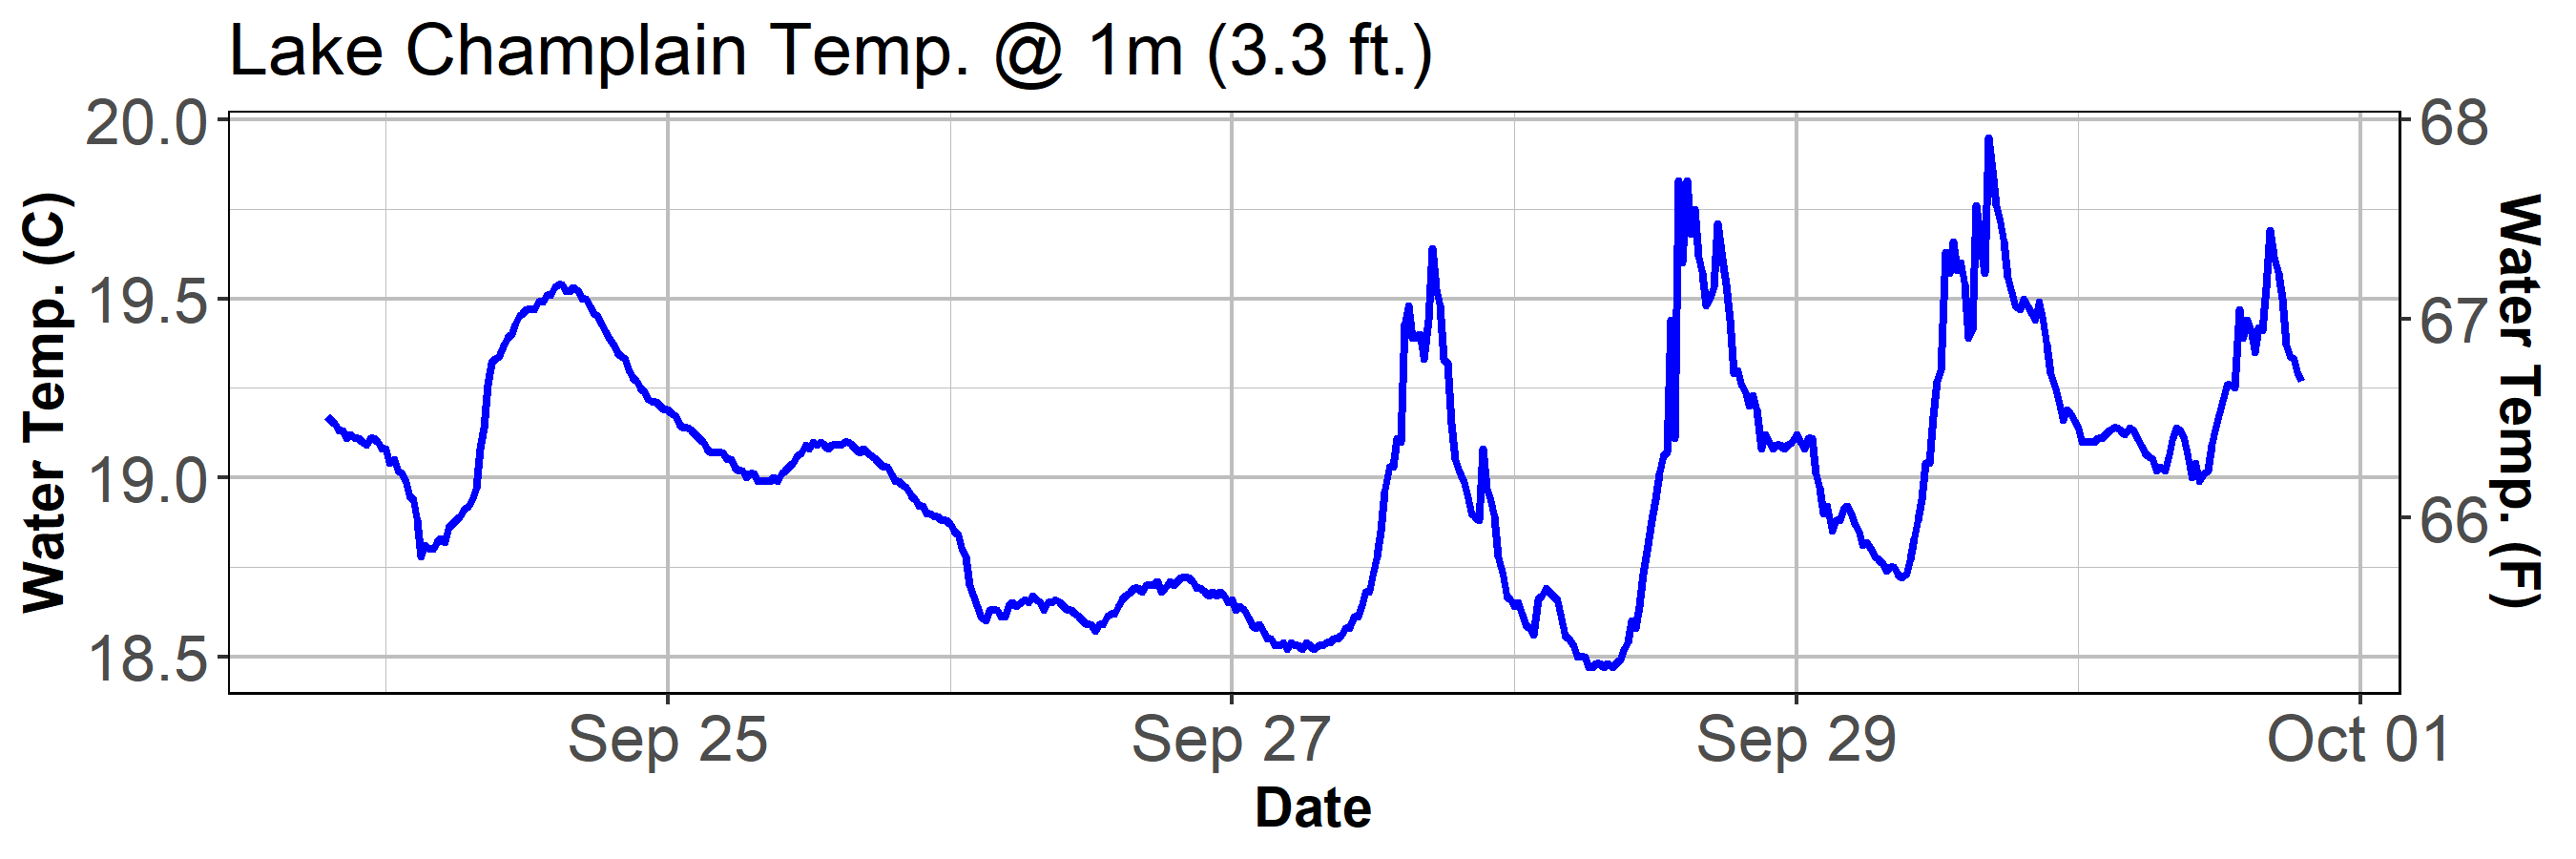 Lake Champlain Temp. @ 1m (3.3 ft.)
20.0
19.5
19.0
18.5
Water Temp. (C)
68
67
66
Water Temp. (F)
Sep 25
Sep 27
Sep 29
Oct 01
Date